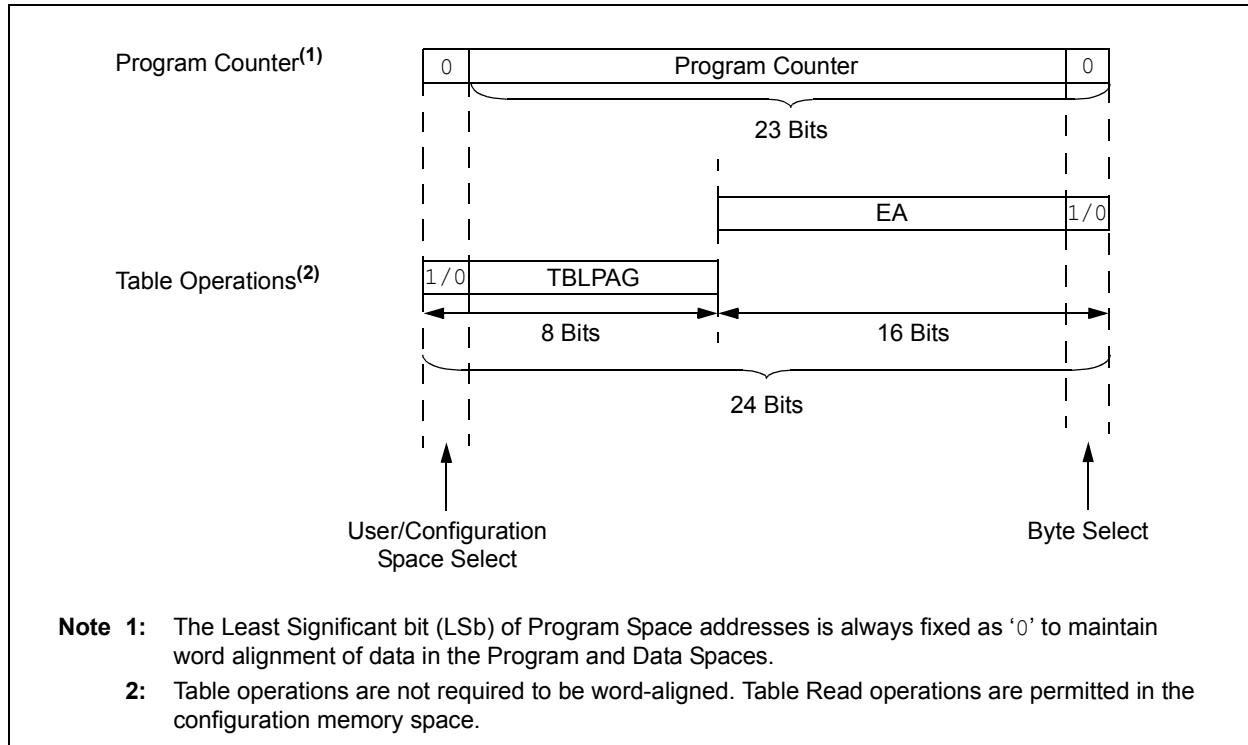 Program Counter(1)
0
Program Counter
0
23 Bits
EA
1/0
Table Operations(2)
1/0
TBLPAG
8 Bits
16 Bits
24 Bits
User/Configuration
Space Select
Byte Select
Note 1: The Least Significant bit (LSb) of Program Space addresses is always fixed as ‘0’ to maintain
word alignment of data in the Program and Data Spaces.
2: Table operations are not required to be word-aligned. Table Read operations are permitted in the
configuration memory space.